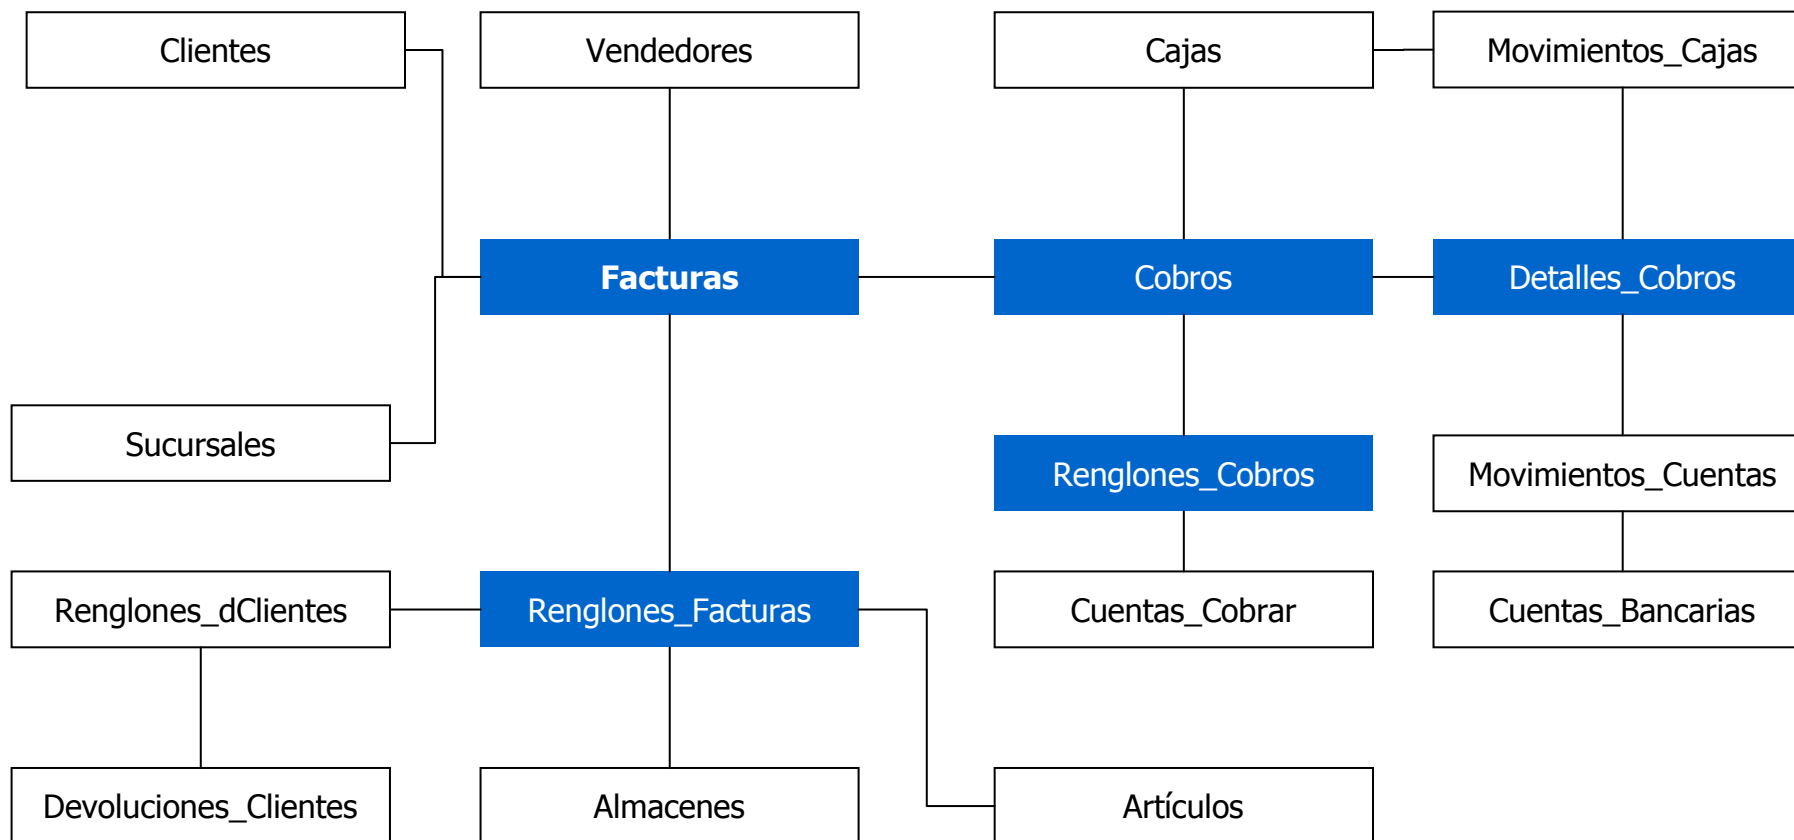 Clientes
Vendedores
Cajas
Movimientos_Cajas
Facturas
Cobros
Detalles_Cobros
Sucursales
Renglones_Cobros
Movimientos_Cuentas
Renglones_dClientes
Renglones_Facturas
Cuentas_Cobrar
Cuentas_Bancarias
Devoluciones_Clientes
Almacenes
Artículos